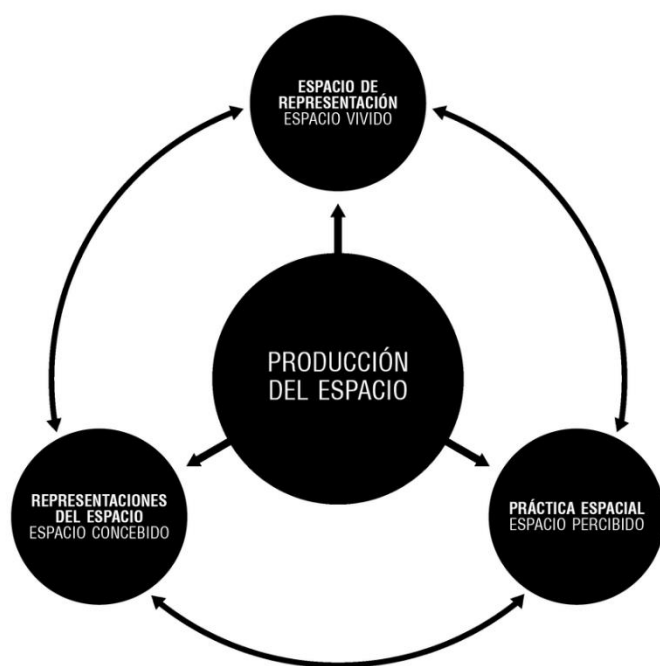 ESPACIO DE
REPRESENTACIÓN
ESPACIO VIVIDO
PRODUCCIÓN
DEL ESPACIO
REPRESENTACIONES
DEL ESPACIO
ESPACIO CONCEBIDO
PRÁCTICA ESPACIAL
ESPACIO PERCIBIDO